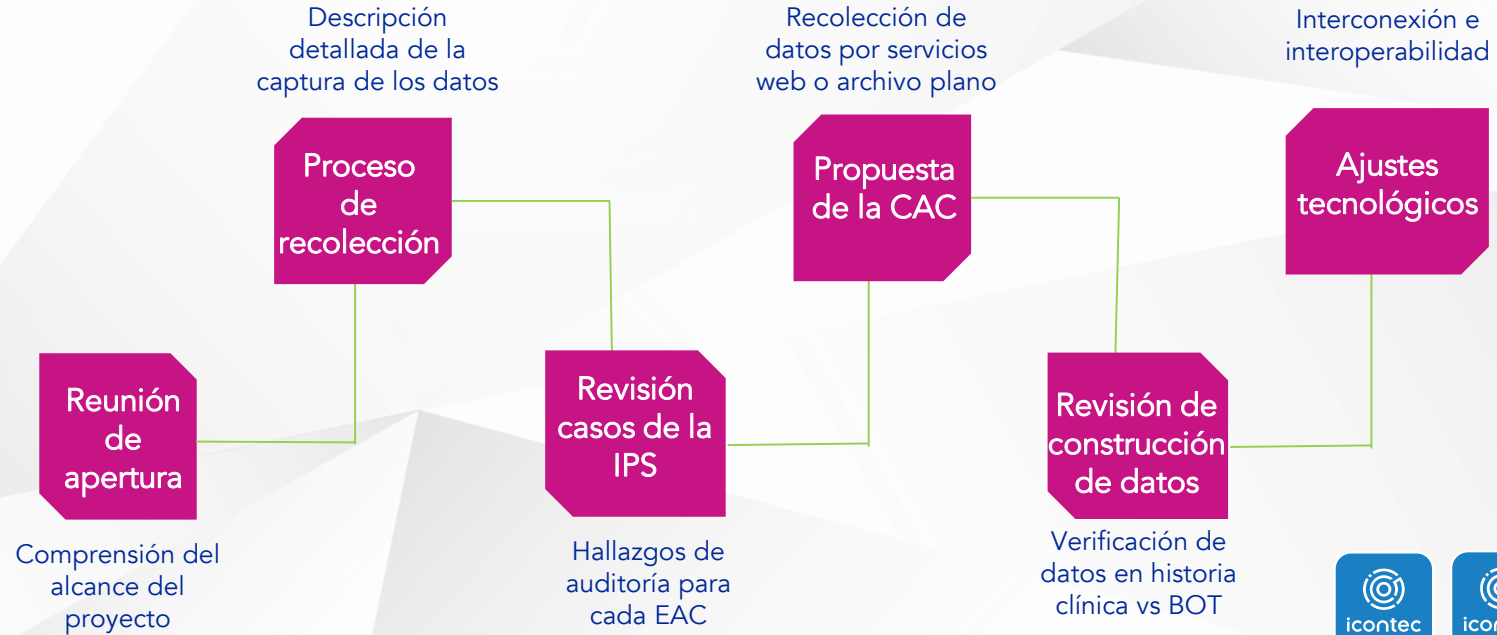 Descripción
detallada de la
captura de los datos
Recolección de
datos por servicios
web o archivo plano
Interconexión e
interoperabilidad
Proceso
de
recolección
Propuesta
de la CAC
Ajustes
tecnológicos
Reunión
de
apertura
Revisión
casos de la
IPS
Revisión de
construcción
de datos
Comprensión del
alcance del
proyecto
Hallazgos de
auditoría para
cada EAC
Verificación de
datos en historia
clínica vs BOT
icontec